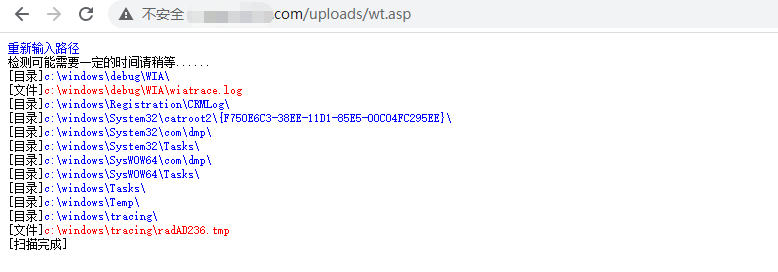 不安全
com/uploads/wt.asp
重新输入路径
检测可能需要一定的时间请稍等......
[目录]c:\windows\debug\WIA\
[文件]c:\windows\debug\WIA\wiatrace.log
[目录]c:\windows\Registration\CRMLog\
[目录]c:\windows\System32\catroot2\{F750E6C3-38EE-11D1-85E5-00C04FC295EE}\
[目录]c:\windows\System32\com\dmp\
[目录]c:\windows\System32\Tasks\
[目录]c:\windows\SysWOW64\com\dmp\
[目录]c:\windows\SysWOW64\Tasks\
[目录]c:\windows\Tasks\
[目录]c:\windows\Temp\
[目录]c:\windows\tracing\
[文件]c:\windows\tracing\radAD236.tmp
[扫描完成]